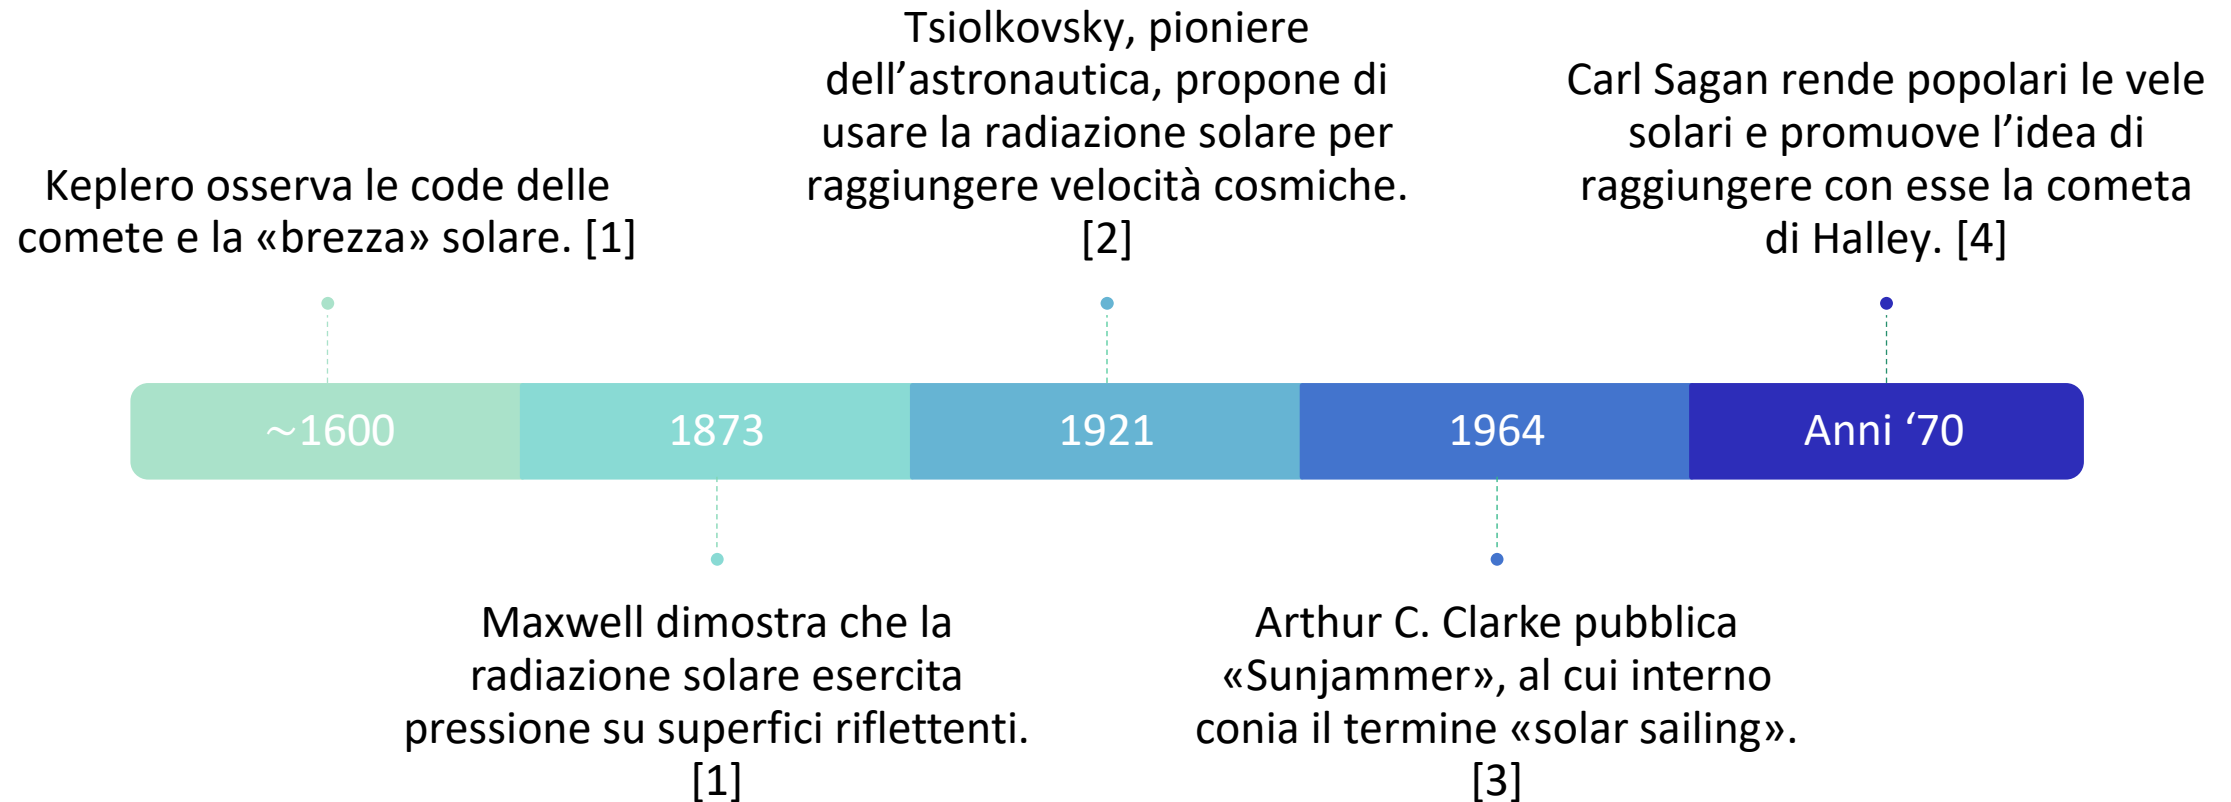 Tsiolkovsky, pioniere
dell’astronautica, propone di
usare la radiazione solare per
raggiungere velocità cosmiche.
[2]
Carl Sagan rende popolari le vele
solari e promuove l’idea di
raggiungere con esse la cometa
di Halley. [4]
Keplero osserva le code delle
comete e la «brezza» solare. [1]
~1600
1873
1921
1964
Anni ‘70
Maxwell dimostra che la
radiazione solare esercita
pressione su superfici riflettenti.
[1]
Arthur C. Clarke pubblica
«Sunjammer», al cui interno
conia il termine «solar sailing».
[3]